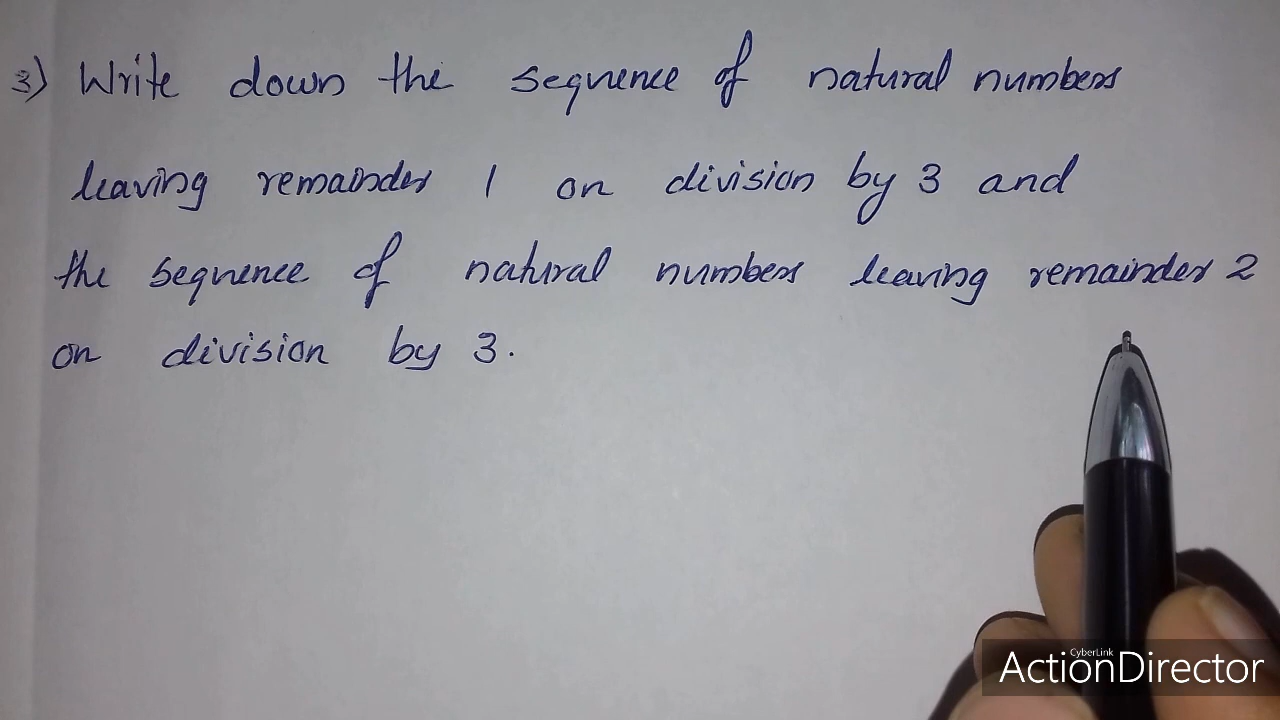 3) Write down the sequence of natural numbers
leaving remainder 1 on division by 3 and
the sequence of natural numbers leaving remainder 2
on division by 3.
CyberLink
ActionDirector